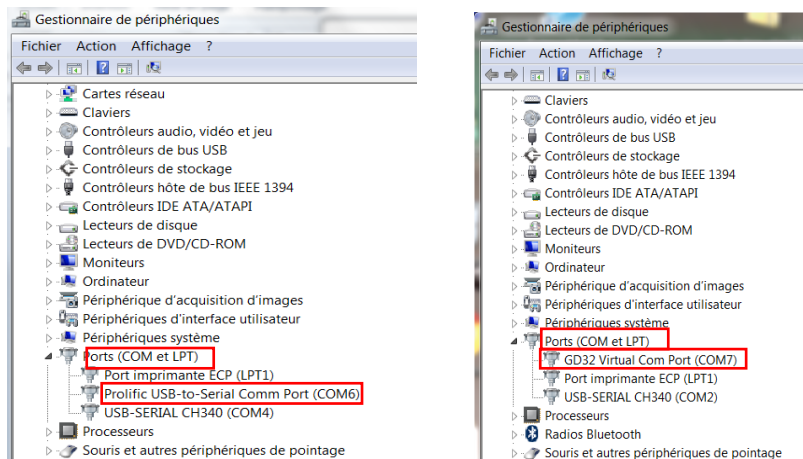 Gestionnaire de périphériques
Fichier Action Affichage ?
Cartes réseau
Claviers
Contrôleurs audio, vidéo et jeu
Contrôleurs de bus USB
Contrôleurs de stockage
Contrôleurs hôte de bus IEEE 1394
Contrôleurs IDE ATA/ATAPI
Lecteurs de disque
Lecteurs de DVD/CD-ROM
Moniteurs
Ordinateur
Périphérique d'acquisition d'images
Périphériques d'interface utilisateur
Périphériques système
Ports (COM et LPT)
Port imprimante ECP (LPT1)
Prolific USB-to-Serial Comm Port (COM6)
USB-SERIAL CH340 (COM4)
Processeurs
Souris et autres périphériques de pointage
Gestionnaire de périphériques
Fichier Action Affichage ?
Claviers
Contrôleurs audio, vidéo et jeu
Contrôleurs de bus USB
Contrôleurs de stockage
Contrôleurs hôte de bus IEEE 1394
Contrôleurs IDE ATA/ATAPI
Lecteurs de disque
Lecteurs de DVD/CD-ROM
Moniteurs
Ordinateur
Périphérique d'acquisition d'images
Périphériques d'interface utilisateur
Périphériques système
Ports (COM et LPT)
GD32 Virtual Com Port (COM7)
Port imprimante ECP (LPT1)
USB-SERIAL CH340 (COM2)
Processeurs
Radios Bluetooth
Souris et autres périphériques de pointage